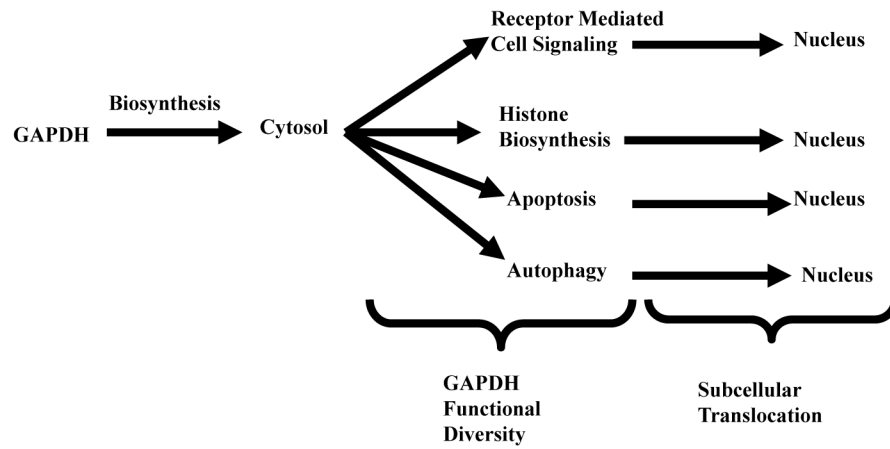 Receptor Mediated
Cell Signaling
Nucleus
Biosynthesis
GAPDH
Cytosol
Histone
Biosynthesis
Nucleus
Apoptosis
Nucleus
Autophagy
Nucleus
GAPDH
Functional
Diversity
Subcellular
Translocation